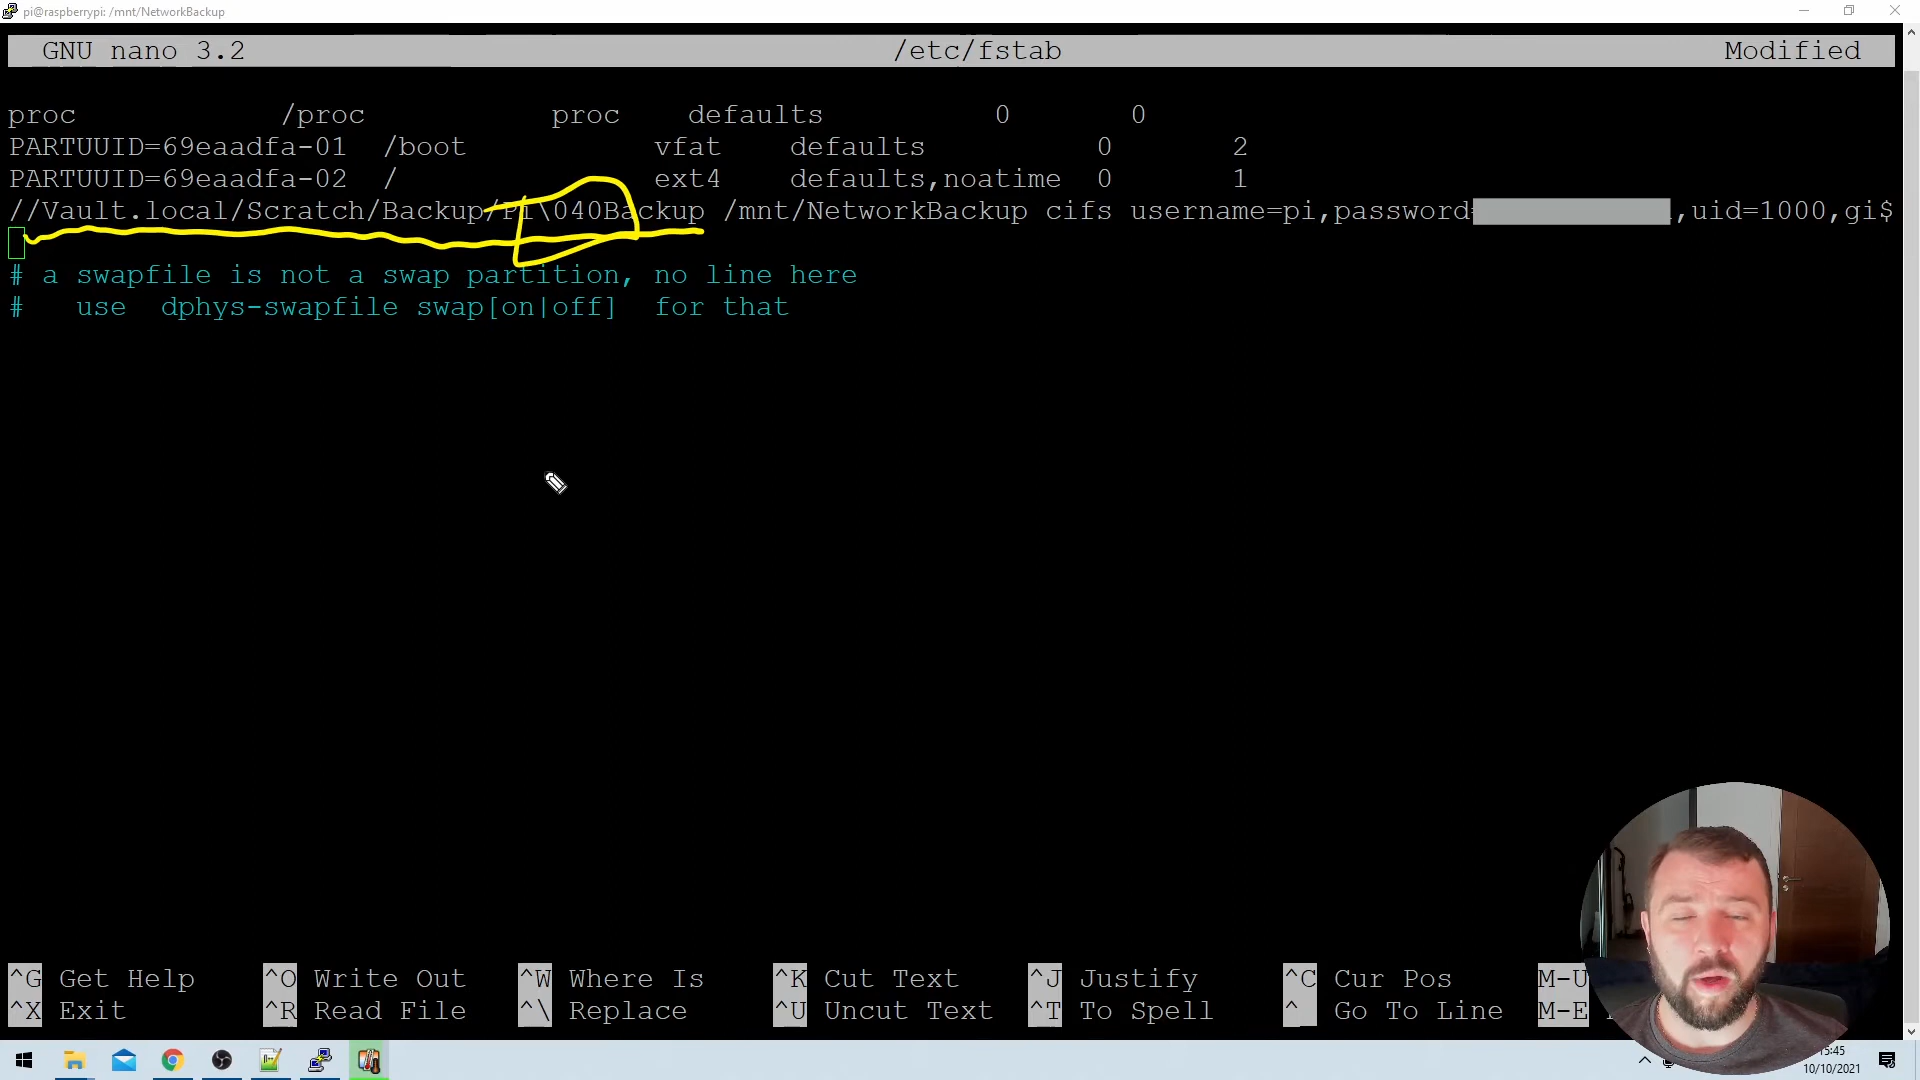 pi@raspberrypi: /mnt/NetworkBackup
GNU nano 3.2 /etc/fstab Modified
proc /proc proc defaults 0 0
PARTUUID=69eaadfa-01 /boot vfat defaults 0 2
PARTUUID=69eaadfa-02 / ext4 defaults,noatime 0 1
//Vault.local/Scratch/Backup/Pi\040Backup /mnt/NetworkBackup cifs username=pi,password= ,uid=1000,gi$
# a swapfile is not a swap partition, no line here
#   use  dphys-swapfile swap[on|off]  for that
^G Get Help ^O Write Out ^W Where Is ^K Cut Text ^J Justify ^C Cur Pos M-U
^X Exit ^R Read File ^\ Replace ^U Uncut Text ^T To Spell ^_ Go To Line M-E
15:45
10/10/2021